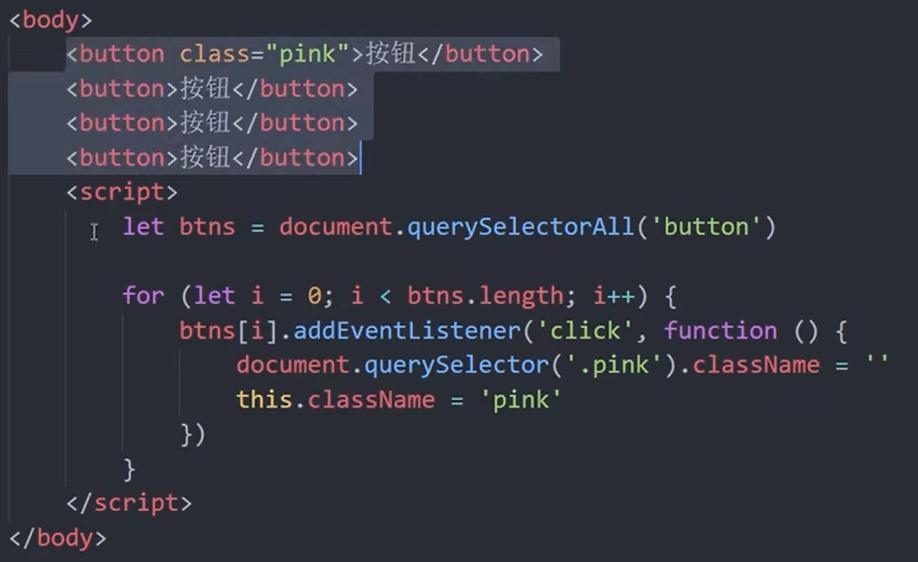 <body>
<button class="pink">按钮</button>
<button>按钮</button>
<button>按钮</button>
<button>按钮</button>
<script>
let btns = document.querySelectorAll('button')
for (let i = 0; i < btns.length; i++) {
btns[i].addEventListener('click', function () {
document.querySelector('.pink').className = ''
this.className = 'pink'
})
}
</script>
</body>